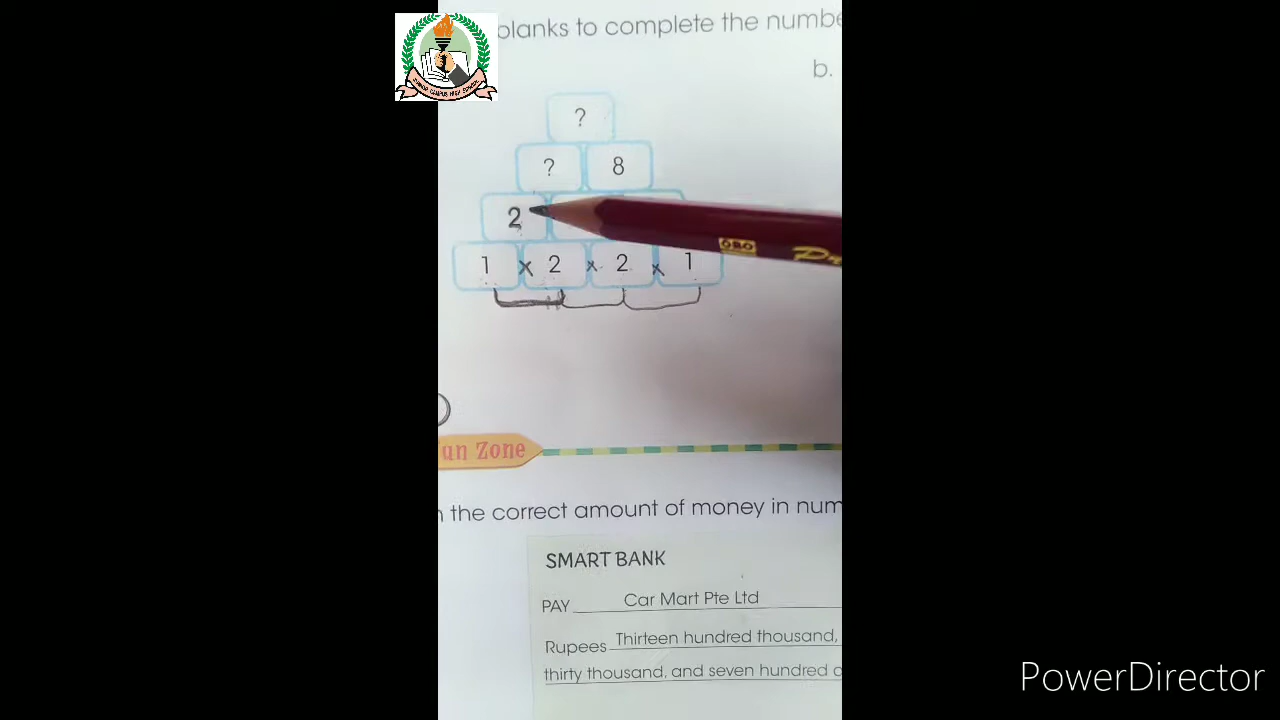 blanks to complete the numbe
b.
?
? 8
2
1 x 2 x 2 x 1
un Zone
the correct amount of money in num
SMART BANK
PAY Car Mart Pte Ltd
Rupees Thirteen hundred thousand,
thirty thousand, and seven hundred
PowerDirector